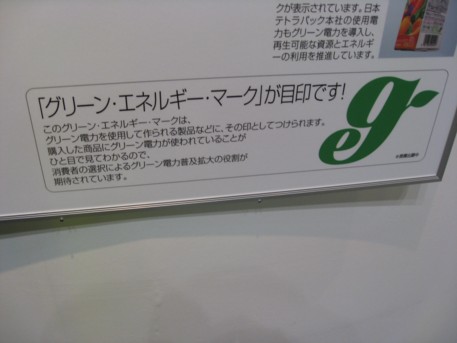 クが表示されています。日本
テトラパック本社の使用電
力もグリーン電力を導入し、
再生可能な資源とエネルギ
ーの利用を推進しています。
「グリーン・エネルギー・マーク」が目印です!
このグリーン・エネルギー・マークは、
グリーン電力を使用して作られる製品などに、その印としてつけられます。
購入した商品にグリーン電力が使われていることが
ひと目で見てわかるので、
消費者の選択によるグリーン電力普及拡大の役割が
期待されています。
g